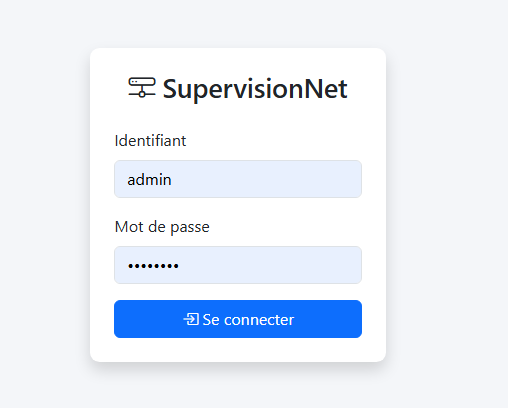 SupervisionNet
Identifiant
admin
Mot de passe
••••••••
Se connecter